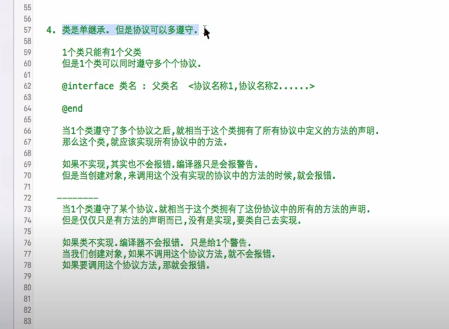 55
56
57 4. 类是单继承. 但是协议可以多遵守.
58
59 1个类只能有1个父类
60 但是1个类可以同时遵守多个个协议.
61
62 @interface 类名 : 父类名 <协议名称1,协议名称2......>
63
64 @end
65
66 当1个类遵守了多个协议之后,就相当于这个类拥有了所有协议中定义的方法的声明.
67 那么这个类,就应该实现所有协议中的方法.
68
69 如果不实现,其实也不会报错.编译器只是会报警告.
70 但是当创建对象,来调用这个没有实现的协议中的方法的时候,就会报错.
71
72 --------
73 当1个类遵守了某个协议.就相当于这个类拥有了这份协议中的所有的方法的声明.
74 但是仅仅只是有方法的声明而已,没有是实现,要类自己去实现.
75
76 如果类不实现.编译器不会报错. 只是给1个警告.
77 当我们创建对象,如果不调用这个协议方法,就不会报错.
78 如果要调用这个协议方法,那就会报错.
79
80
81
82
83